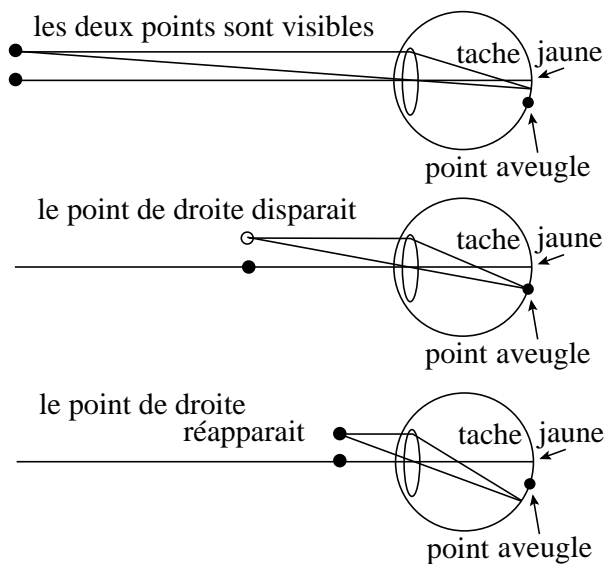 les deux points sont visibles
tache jaune
point aveugle
le point de droite disparait
tache jaune
point aveugle
le point de droite
réapparait
tache jaune
point aveugle